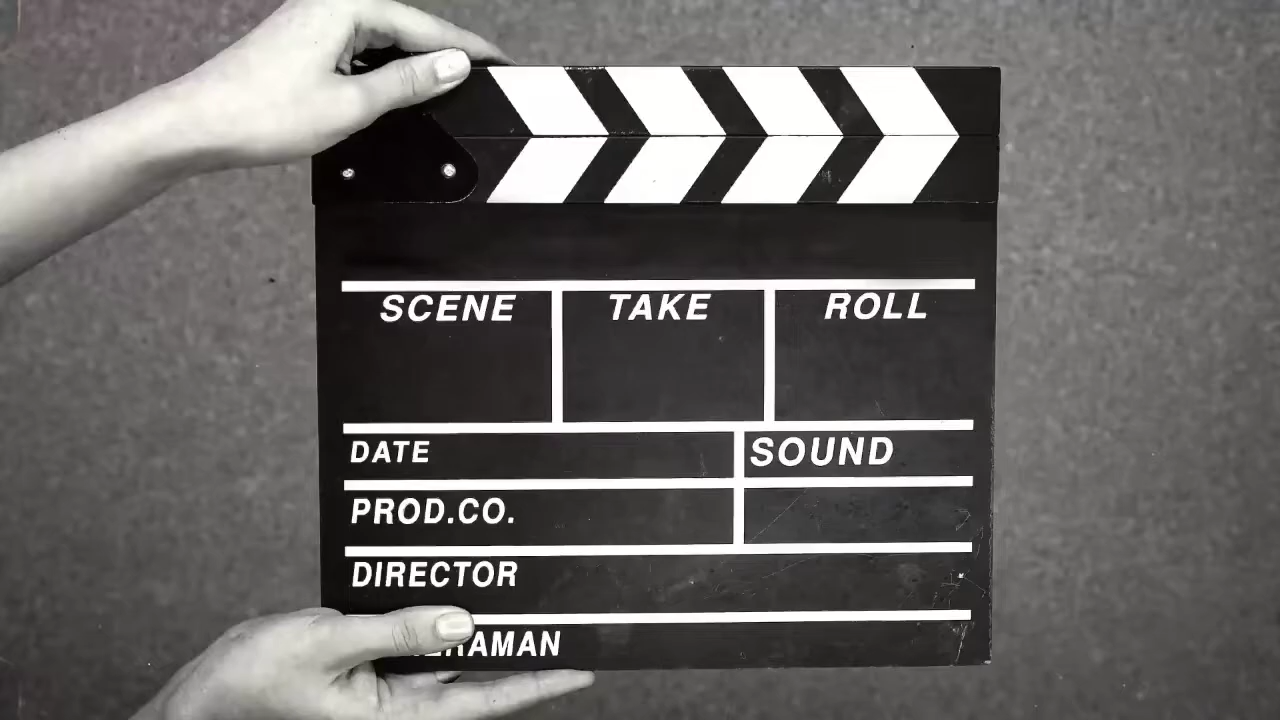 SCENE TAKE ROLL
DATE SOUND
PROD.CO.
DIRECTOR